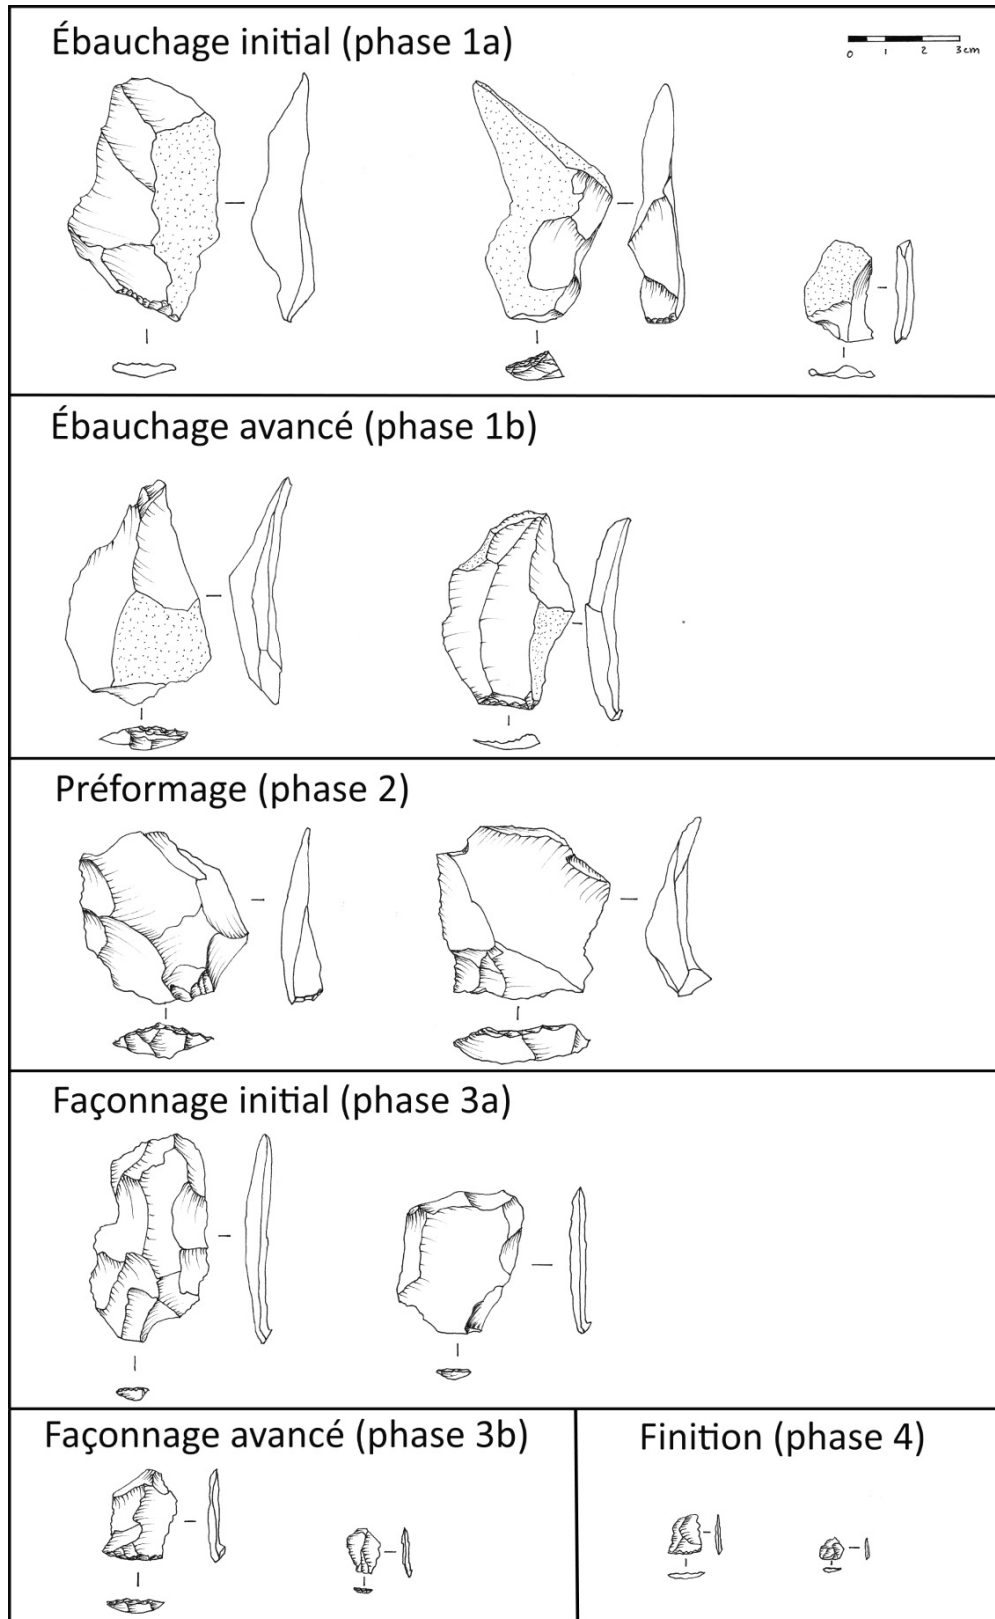 Ébauchage initial (phase 1a)
0 1 2 3 cm
Ébauchage avancé (phase 1b)
Préformage (phase 2)
Façonnage initial (phase 3a)
Façonnage avancé (phase 3b)
Finition (phase 4)